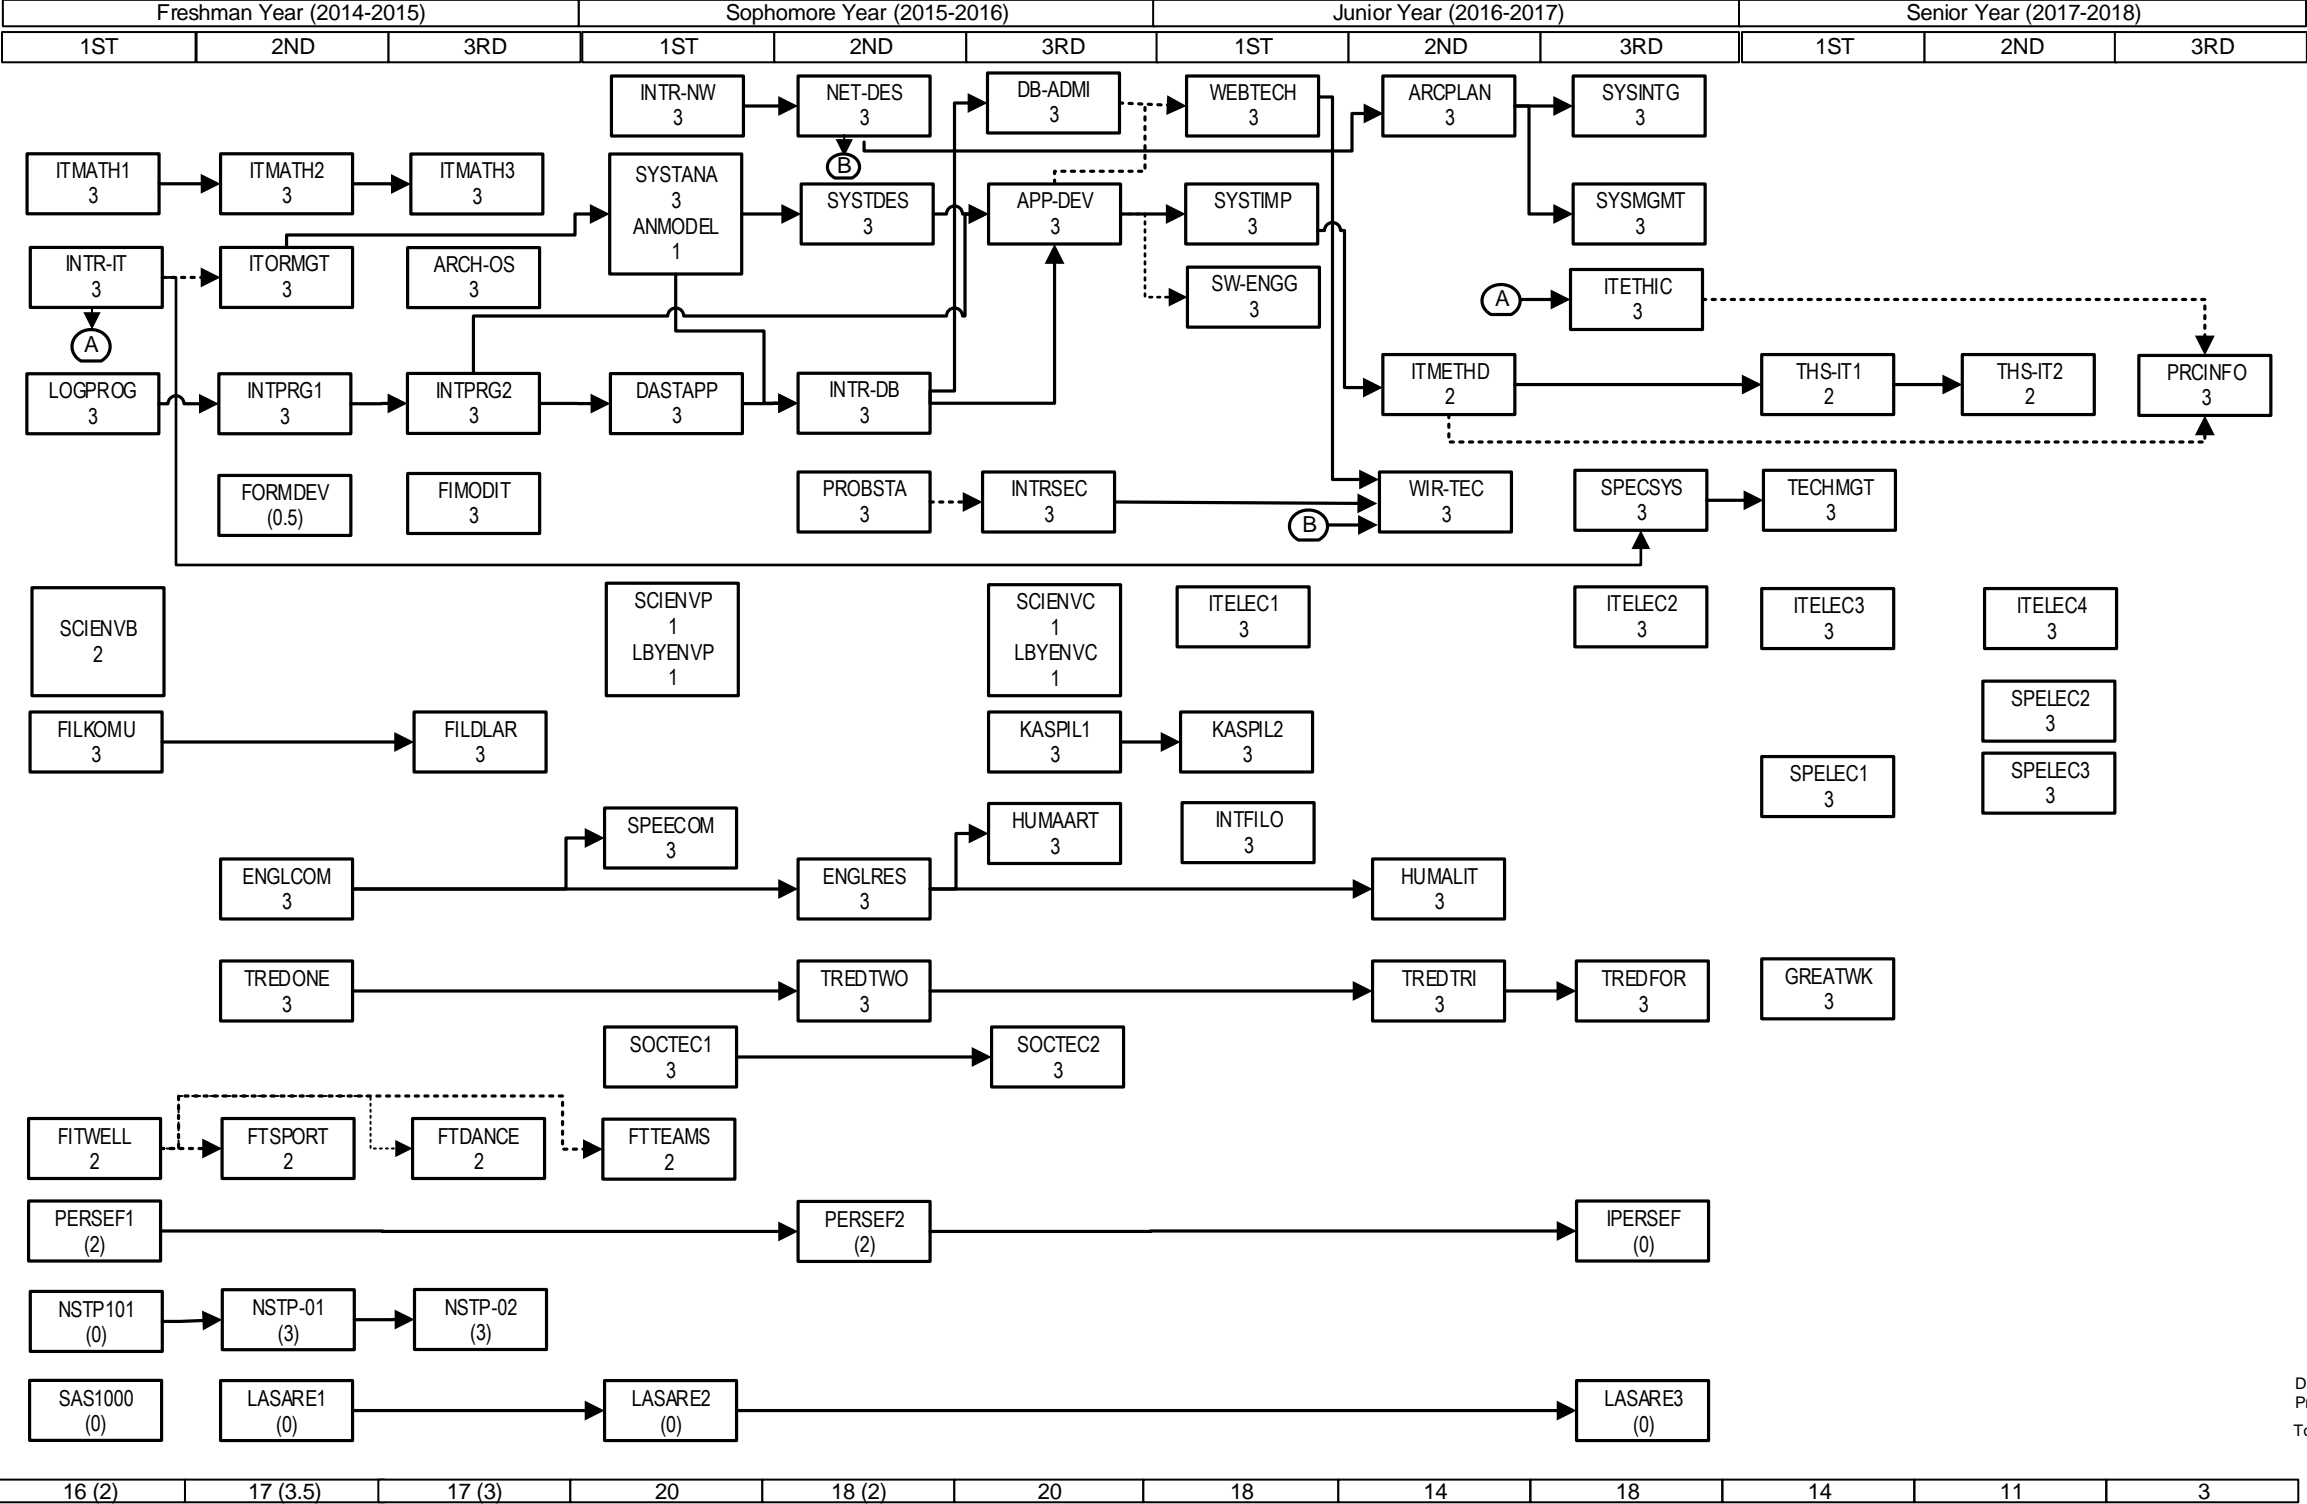 Freshman Year (2014-2015)
Sophomore Year (2015-2016)
Junior Year (2016-2017)
Senior Year (2017-2018)
1ST
2ND
3RD
1ST
2ND
3RD
1ST
2ND
3RD
1ST
2ND
3RD
INTR-NW
3
NET-DES
3
DB-ADMI
3
WEBTECH
3
ARCPLAN
3
SYSINTG
3
B
ITMATH1
3
ITMATH2
3
ITMATH3
3
SYSTANA
3
ANMODEL
1
SYSTDES
3
APP-DEV
3
SYSTIMP
3
SYSMGMT
3
INTR-IT
3
ITORMGT
3
ARCH-OS
3
SW-ENGG
3
A
ITETHIC
3
A
LOGPROG
3
INTPRG1
3
INTPRG2
3
DASTAPP
3
INTR-DB
3
ITMETHD
2
THS-IT1
2
THS-IT2
2
PRCINFO
3
FORMDEV
(0.5)
FIMODIT
3
PROBSTA
3
INTRSEC
3
B
WIR-TEC
3
SPECSYS
3
TECHMGT
3
SCIENVB
2
SCIENVP
1
LBYENVP
1
SCIENVC
1
LBYENVC
1
ITELEC1
3
ITELEC2
3
ITELEC3
3
ITELEC4
3
SPELEC2
3
FILKOMU
3
FILDLAR
3
KASPIL1
3
KASPIL2
3
SPELEC1
3
SPELEC3
3
SPEECOM
3
HUMAART
3
INTFILO
3
ENGLCOM
3
ENGLRES
3
HUMALIT
3
TREDONE
3
TREDTWO
3
TREDTRI
3
TREDFOR
3
GREATWK
3
SOCTEC1
3
SOCTEC2
3
FITWELL
2
FTSPORT
2
FTDANCE
2
FTTEAMS
2
PERSEF1
(2)
PERSEF2
(2)
IPERSEF
(0)
NSTP101
(0)
NSTP-01
(3)
NSTP-02
(3)
SAS1000
(0)
LASARE1
(0)
LASARE2
(0)
LASARE3
(0)
16 (2)
17 (3.5)
17 (3)
20
18 (2)
20
18
14
18
14
11
3